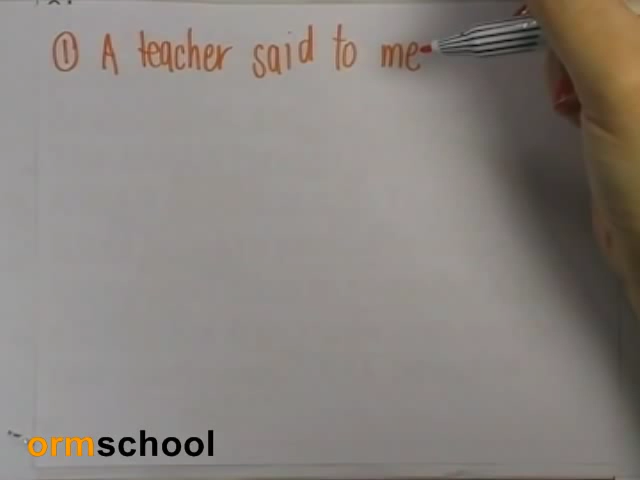 ① A teacher said to me
ormschool